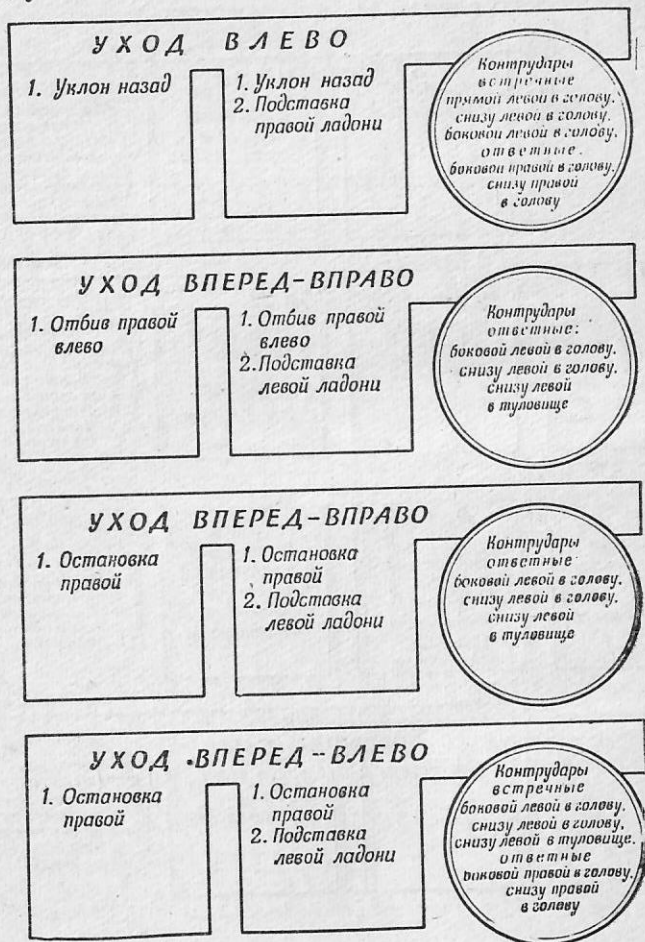 УХОД ВЛЕВО
1. Уклон назад
1. Уклон назад
2. Подставка
правой ладони
Контрудары
встречные
прямой левой в голову.
снизу левой в голову.
боковой левой в голову.
ответные.
боковой правой в голову.
снизу правой
в голову
УХОД ВПЕРЕД-ВПРАВО
1. Отбив правой
влево
1. Отбив правой
влево
2. Подставка
левой ладони
Контрудары
ответные:
боковой левой в голову.
снизу левой в голову.
снизу левой
в туловище
УХОД ВПЕРЕД-ВПРАВО
1. Остановка
правой
1. Остановка
правой
2. Подставка
левой ладони
Контрудары
ответные
боковой левой в голову.
снизу левой в голову.
снизу левой
в туловище
УХОД ВПЕРЕД--ВЛЕВО
1. Остановка
правой
1. Остановка
правой
2. Подставка
левой ладони
Контрудары
встречные
боковой левой в голову.
снизу левой в голову,
снизу левой в туловище.
ответные
боковой правой в голову.
снизу правой
в голову